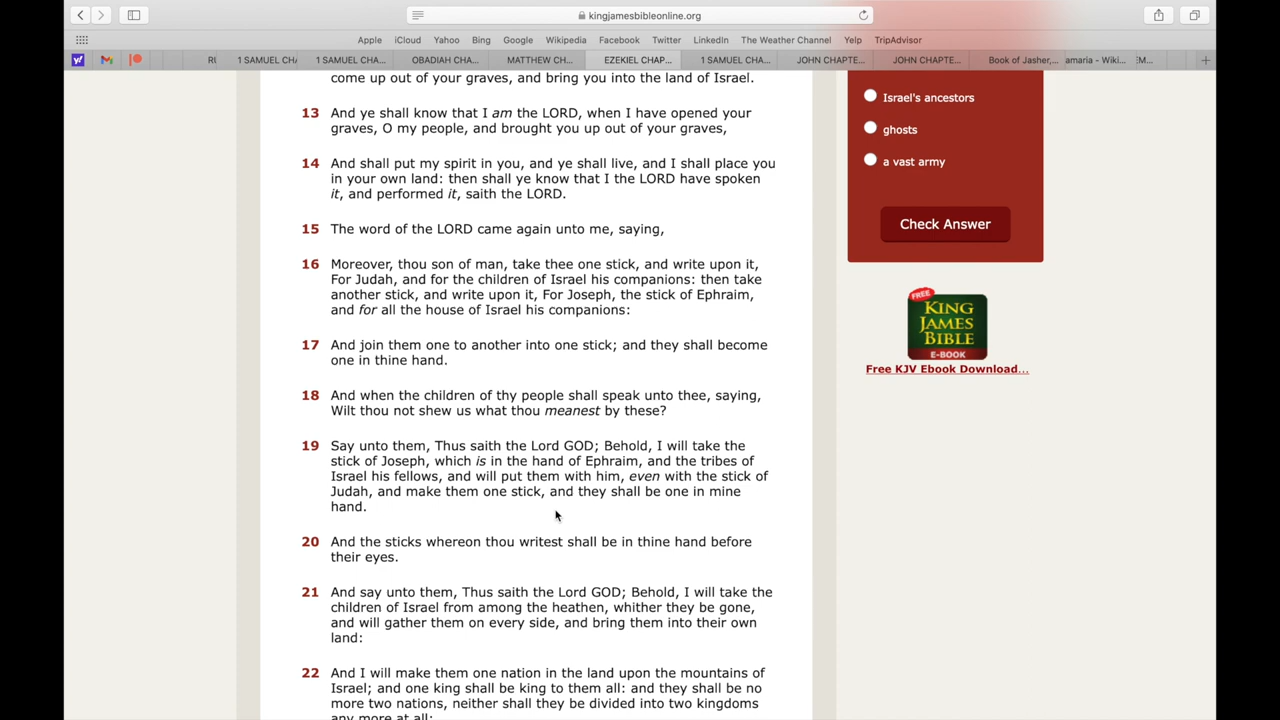 kingjamesbibleonline.org
Apple iCloud Yahoo Bing Google Wikipedia Facebook Twitter LinkedIn The Weather Channel Yelp TripAdvisor
1 SAMUEL CHA 1 SAMUEL CHA... OBADIAH CHA... MATTHEW CH... EZEKIEL CHAP... 1 SAMUEL CHA... JOHN CHAPTE... JOHN CHAPTE... Book of Jasher,... amaria - Wiki...
come up out of your graves, and bring you into the land of Israel.
13 And ye shall know that I am the LORD, when I have opened your
graves, O my people, and brought you up out of your graves,
14 And shall put my spirit in you, and ye shall live, and I shall place you
in your own land: then shall ye know that I the LORD have spoken
it, and performed it, saith the LORD.
15 The word of the LORD came again unto me, saying,
16 Moreover, thou son of man, take thee one stick, and write upon it,
For Judah, and for the children of Israel his companions: then take
another stick, and write upon it, For Joseph, the stick of Ephraim,
and for all the house of Israel his companions:
17 And join them one to another into one stick; and they shall become
one in thine hand.
18 And when the children of thy people shall speak unto thee, saying,
Wilt thou not shew us what thou meanest by these?
19 Say unto them, Thus saith the Lord GOD; Behold, I will take the
stick of Joseph, which is in the hand of Ephraim, and the tribes of
Israel his fellows, and will put them with him, even with the stick of
Judah, and make them one stick, and they shall be one in mine
hand.
20 And the sticks whereon thou writest shall be in thine hand before
their eyes.
21 And say unto them, Thus saith the Lord GOD; Behold, I will take the
children of Israel from among the heathen, whither they be gone,
and will gather them on every side, and bring them into their own
land:
22 And I will make them one nation in the land upon the mountains of
Israel; and one king shall be king to them all: and they shall be no
more two nations, neither shall they be divided into two kingdoms
any more at all:
Israel's ancestors
ghosts
a vast army
Check Answer
FREE
KING
JAMES
BIBLE
E-BOOK
Free KJV Ebook Download...